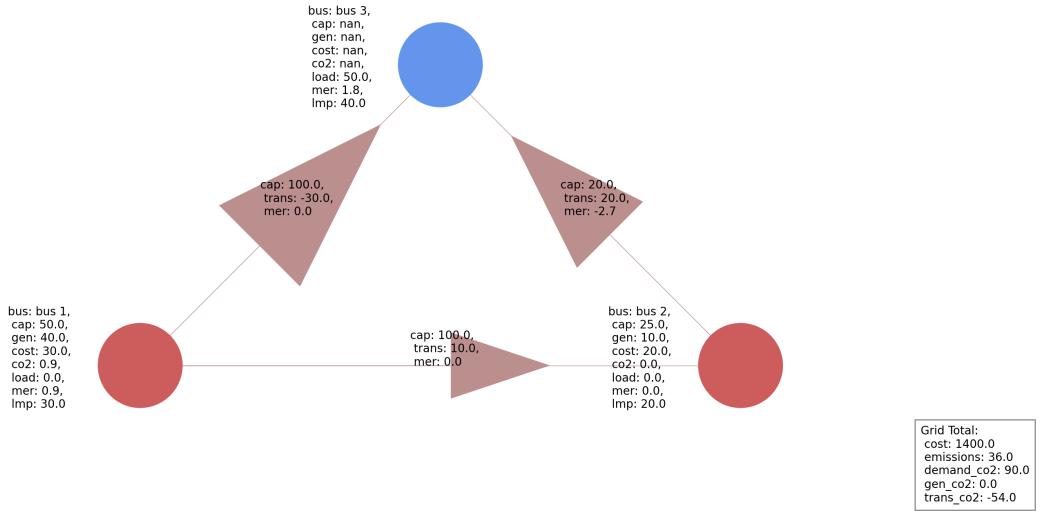 bus: bus 3,
cap: nan,
gen: nan,
cost: nan,
co2: nan,
load: 50.0,
mer: 1.8,
lmp: 40.0
cap: 100.0,
trans: -30.0,
mer: 0.0
cap: 20.0,
trans: 20.0,
mer: -2.7
bus: bus 1,
cap: 50.0,
gen: 40.0,
cost: 30.0,
co2: 0.9,
load: 0.0,
mer: 0.9,
lmp: 30.0
cap: 100.0,
trans: 10.0,
mer: 0.0
bus: bus 2,
cap: 25.0,
gen: 10.0,
cost: 20.0,
co2: 0.0,
load: 0.0,
mer: 0.0,
lmp: 20.0
Grid Total:
cost: 1400.0
emissions: 36.0
demand_co2: 90.0
gen_co2: 0.0
trans_co2: -54.0